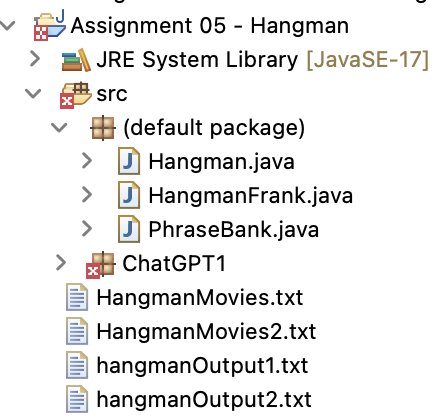 Assignment 05 - Hangman
JRE System Library [JavaSE-17]
src
(default package)
Hangman.java
HangmanFrank.java
PhraseBank.java
ChatGPT1
HangmanMovies.txt
HangmanMovies2.txt
hangmanOutput1.txt
hangmanOutput2.txt